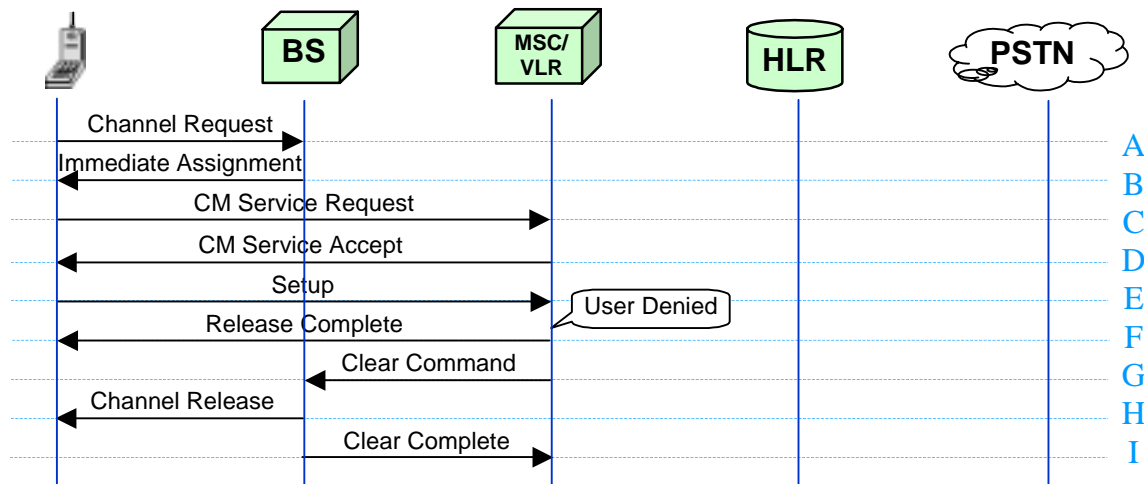 BS
MSC/
VLR
HLR
PSTN
Channel Request
A
Immediate Assignment
B
CM Service Request
C
CM Service Accept
D
Setup
E
User Denied
Release Complete
F
Clear Command
G
Channel Release
H
Clear Complete
I